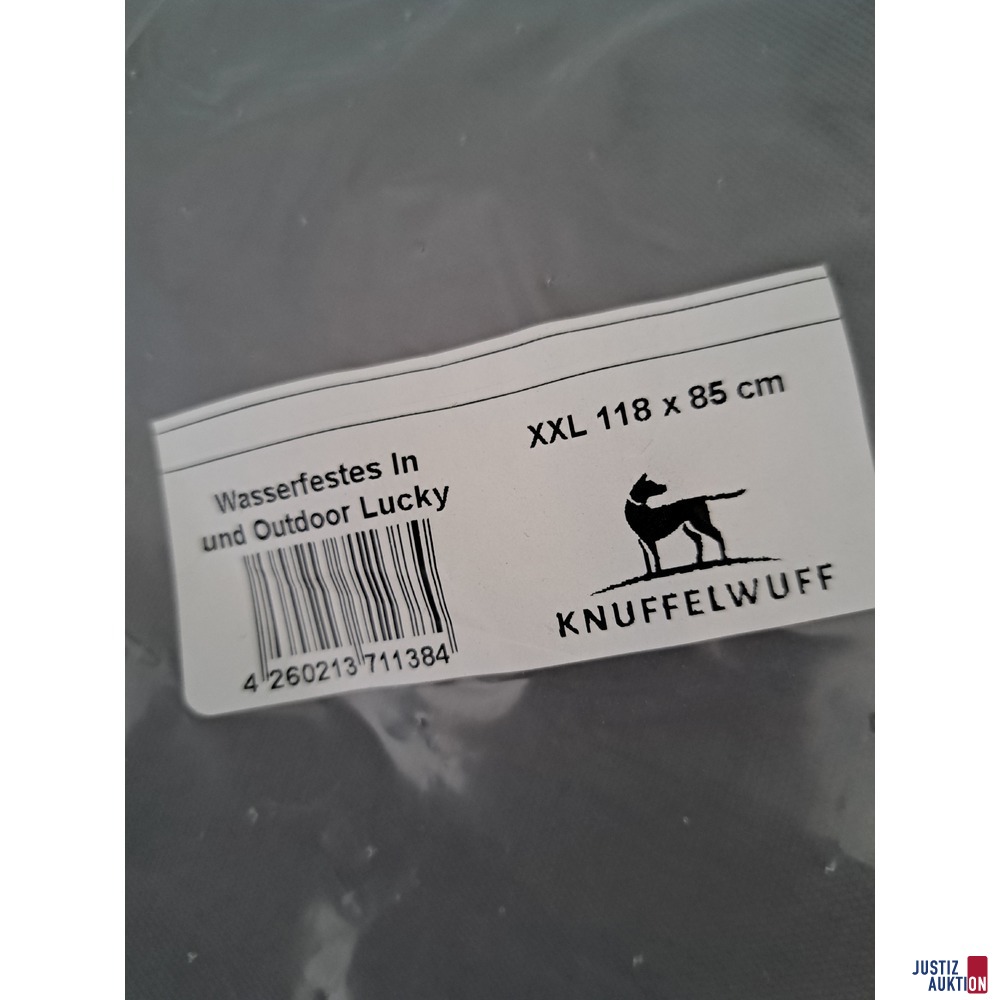 XXL 118 x 85 cm
Wasserfestes In
und Outdoor Lucky
4 260213 711384
KNUFFELWUFF
JUSTIZ
AUKTION